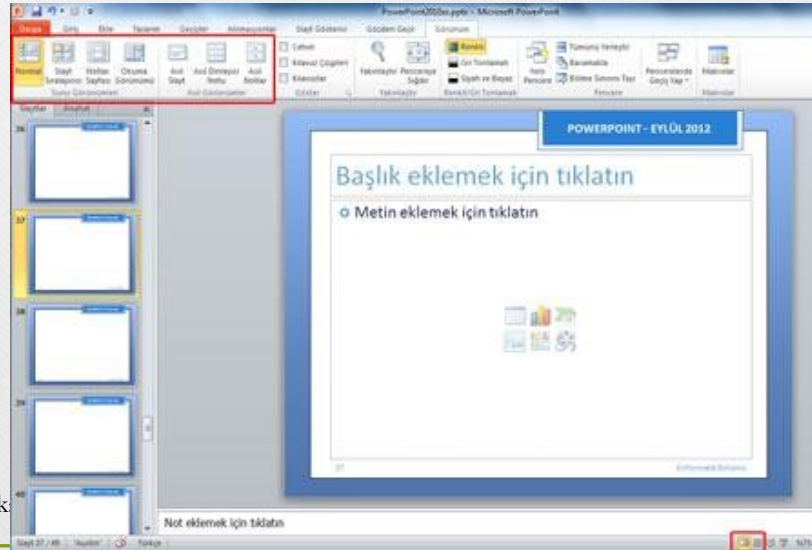 PowerPoint2010ss.pptx - Microsoft PowerPoint
Dosya Giriş Ekle Tasarım Geçişler Animasyonlar Slayt Gösterisi Gözden Geçir Görünüm
Normal Slayt Sıralayıcısı Notlar Sayfası Okuma Görünümü
Sunu Görünümleri
Asıl Slayt Asıl Dinleyici Notu Asıl Notlar
Asıl Görünümler
Cetvel
Kılavuz Çizgileri
Kılavuzlar
Göster
Yakınlaştır Pencereye Sığdır
Yakınlaştır
Renkli
Gri Tonlamalı
Siyah ve Beyaz
Renkli/Gri Tonlamalı
Yeni Pencere
Tümünü Yerleştir
Basamakla
Bölme Sınırını Taşı
Pencerelerde Geçiş Yap
Pencere
Makrolar
Makrolar
Slaytlar Anahat
36
37
38
39
40
POWERPOINT - EYLÜL 2012
Başlık eklemek için tıklatın
Metin eklemek için tıklatın
37
Enformatik Bölümü
Not eklemek için tıklatın
Slayt 37 / 49 Türkçe